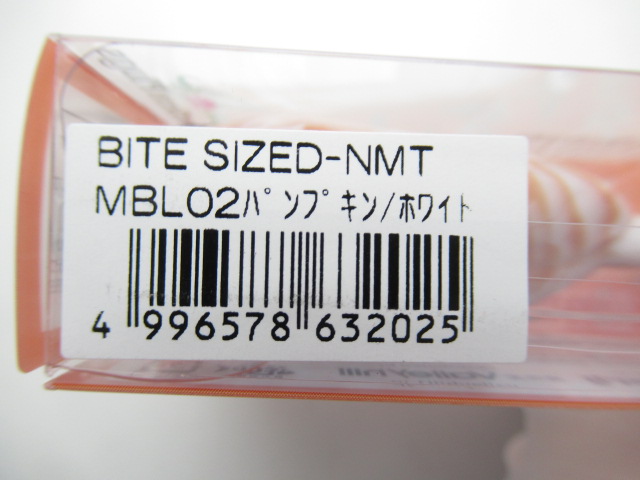 BITE SIZED-NMT
MBL02ﾊﾟﾝﾌﾟｷﾝ/ﾎﾜｲﾄ
4 996578 632025